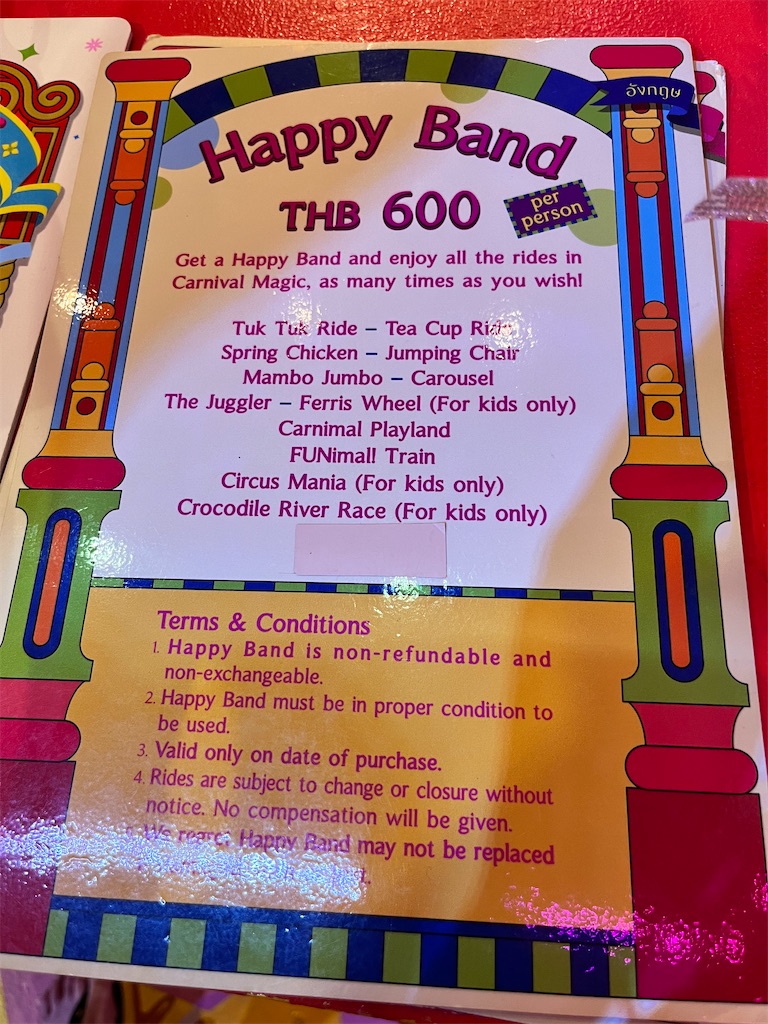 อังกฤษ
Happy Band
THB 600
per
person
Get a Happy Band and enjoy all the rides in
Carnival Magic, as many times as you wish!
Tuk Tuk Ride – Tea Cup Ride
Spring Chicken – Jumping Chair
Mambo Jumbo – Carousel
The Juggler – Ferris Wheel (For kids only)
Carnimal Playland
FUNimal! Train
Circus Mania (For kids only)
Crocodile River Race (For kids only)
Terms & Conditions
1. Happy Band is non-refundable and
non-exchangeable.
2. Happy Band must be in proper condition to
be used.
3. Valid only on date of purchase.
4. Rides are subject to change or closure without
notice. No compensation will be given.
We regret Happy Band may not be replaced